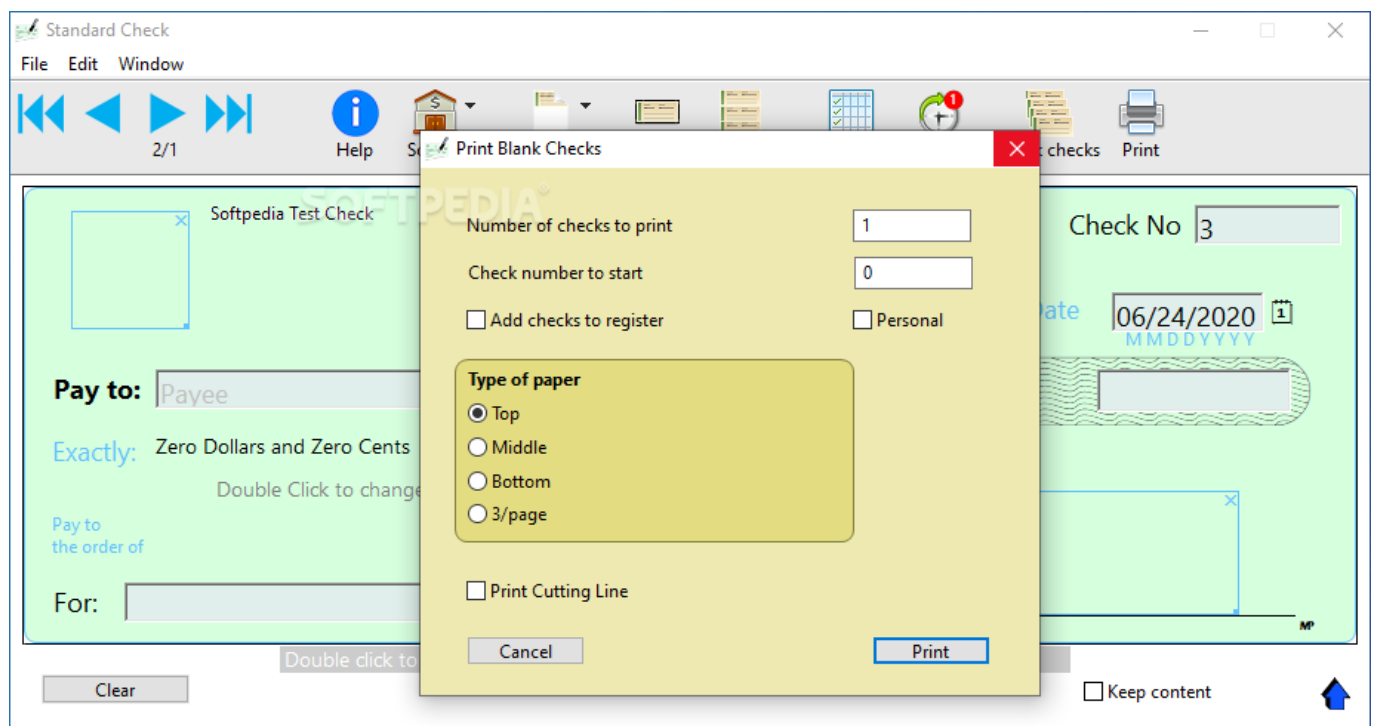 Standard Check
File Edit Window
2/1
Help
checks
Print
Print Blank Checks
SOFTPEDIA®
Softpedia Test Check
Number of checks to print 1
Check No 3
Check number to start 0
Add checks to register
Personal
06/24/2020 1
MMDDYYYY
Type of paper
Top
Middle
Bottom
3/page
Pay to: Payee
Exactly: Zero Dollars and Zero Cents
Double Click to change
Pay to
the order of
For:
Print Cutting Line
MP
Cancel
Print
Double click to
Clear
Keep content